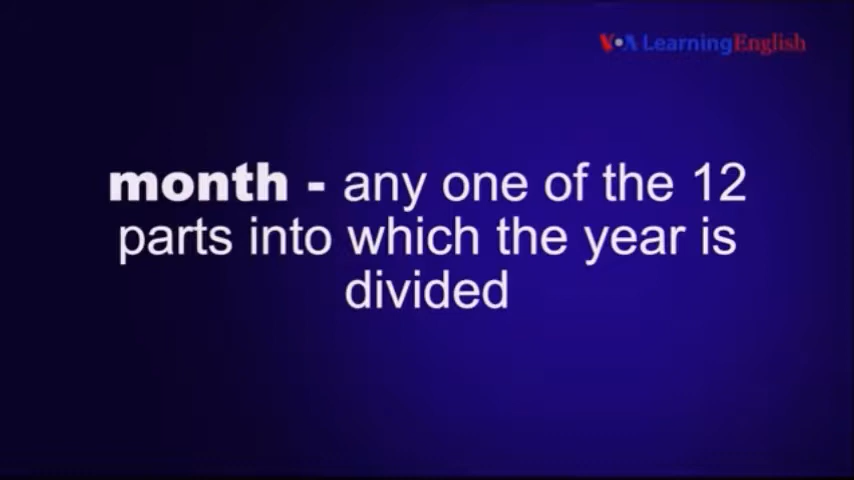 VOA LearningEnglish
month - any one of the 12
parts into which the year is
divided